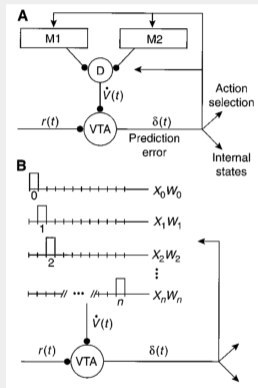 A
M1
M2
D
V̇(t)
r(t)
VTA
δ(t)
Prediction
error
Action
selection
Internal
states
B
0
X₀W₀
1
X₁W₁
2
X₂W₂
⋮
...
n
XₙWₙ
V̇(t)
r(t)
VTA
δ(t)